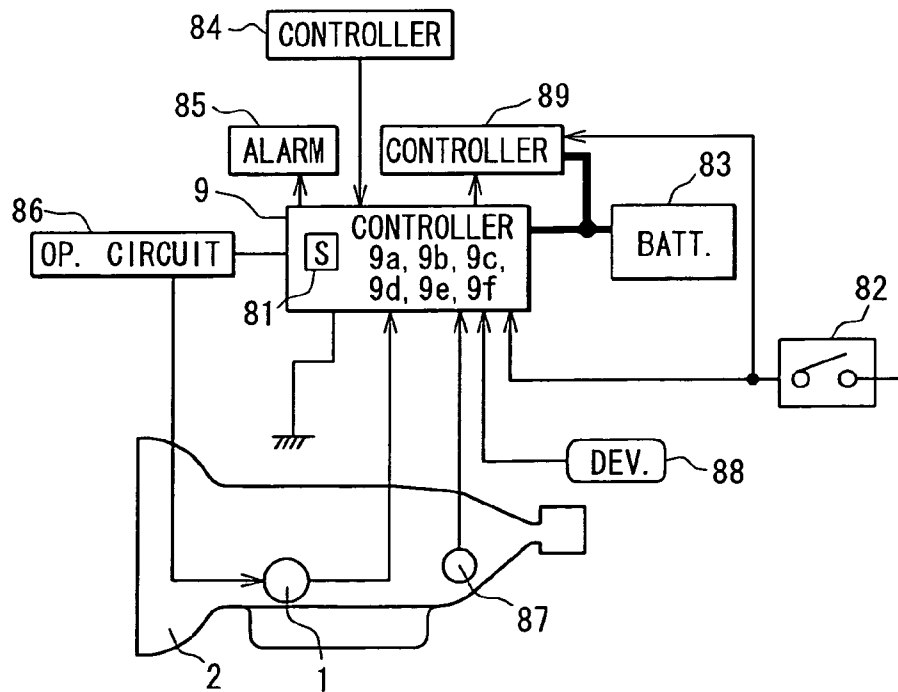 84
CONTROLLER
85
ALARM
89
CONTROLLER
83
BATT.
86
OP. CIRCUIT
9
S
CONTROLLER
9a, 9b, 9c,
9d, 9e, 9f
81
82
DEV.
88
87
2
1